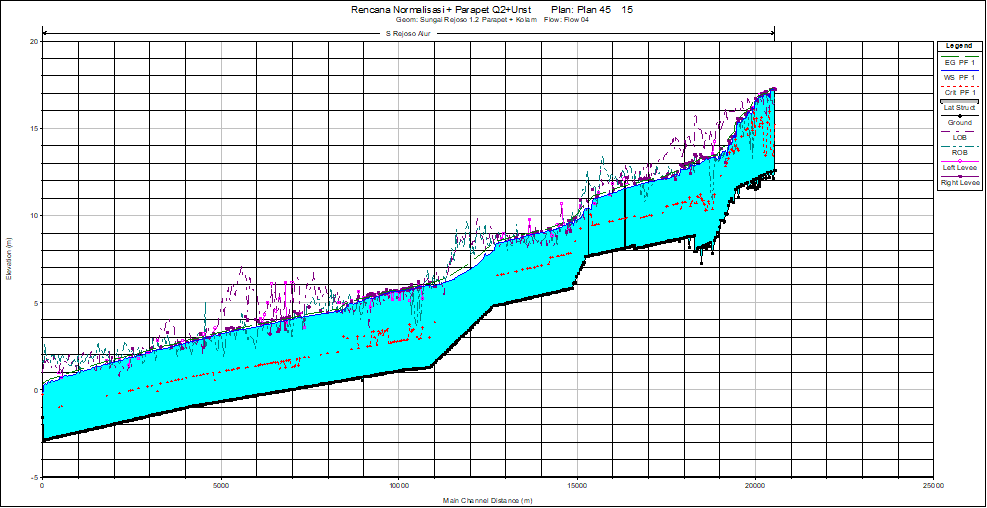 Rencana Normalisasi + Parapet Q2+Unst Plan: Plan 45 15
Geom: Sungai Rejoso 1.2 Parapet + Kolam Flow: Flow 04
S Rejoso Alur
Legend
EG PF 1
WS PF 1
Crit PF 1
Lat Struct
Ground
LOB
ROB
Left Levee
Right Levee
20
15
10
5
0
-5
Elevation (m)
0
5000
10000
15000
20000
25000
Main Channel Distance (m)